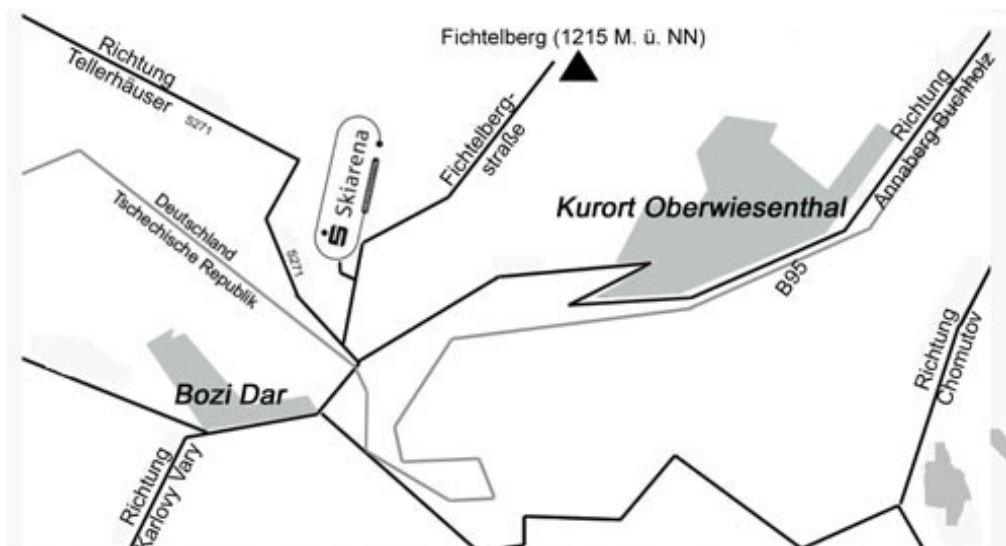 Fichtelberg (1215 M. ü. NN)
Richtung
Tellerhäuser
S271
Skiarena
Fichtelberg-
straße
Richtung
Annaberg-Buchholz
Kurort Oberwiesenthal
B95
Deutschland
Tschechische Republik
S271
Bozi Dar
Richtung
Karlovy Vary
Richtung
Chomutov